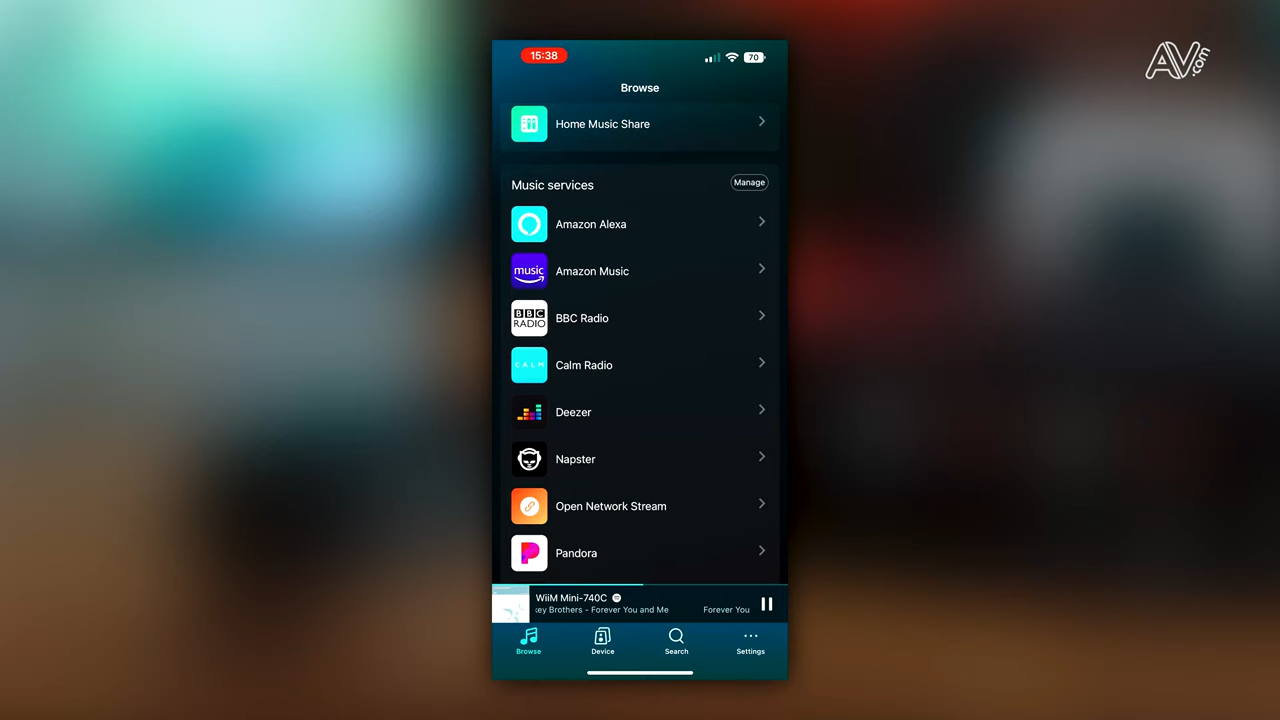 15:38
70
AV.com
Browse
Home Music Share
Music services
Manage
Amazon Alexa
music
Amazon Music
BBC
RADIO
BBC Radio
CALM
Calm Radio
Deezer
Napster
Open Network Stream
P
Pandora
WiiM Mini-740C
key Brothers - Forever You and Me
Forever You
Browse
Device
Search
Settings